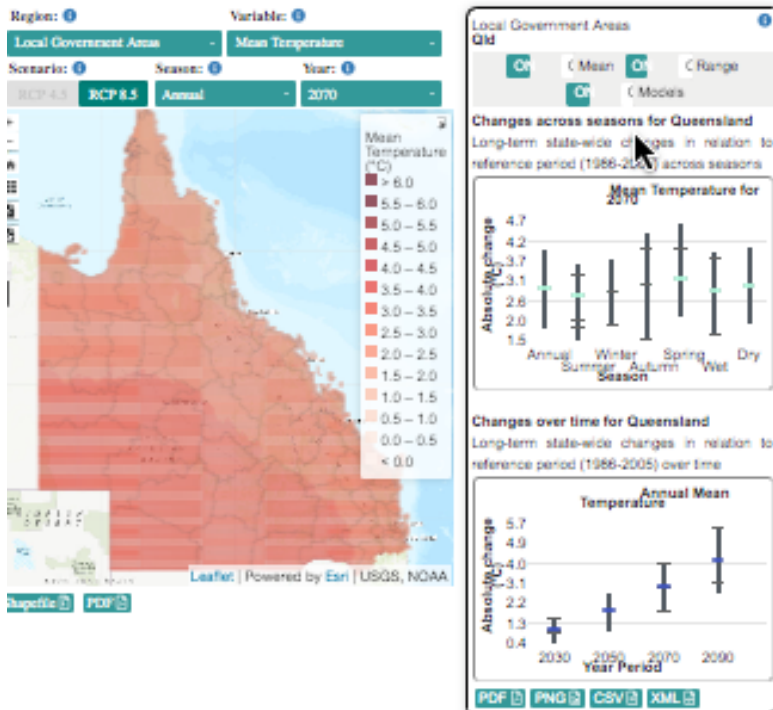 Region:
Variable:
Local Government Areas
Mean Temperature
Scenario:
Season:
Year:
RCP 4.5
RCP 8.5
Annual
2070
Mean
Temperature
(°C)
> 6.0
5.5 – 6.0
5.0 – 5.5
4.5 – 5.0
4.0 – 4.5
3.5 – 4.0
3.0 – 3.5
2.5 – 3.0
2.0 – 2.5
1.5 – 2.0
1.0 – 1.5
0.5 – 1.0
0.0 – 0.5
< 0.0
Leaflet | Powered by Esri | USGS, NOAA
Shapefile
PDF
Local Government Areas
Qld
ON Mean ON Range
ON Models
Changes across seasons for Queensland
Long-term state-wide changes in relation to
reference period (1986-2005) across seasons
Mean Temperature for
2070
Absolute change
(°C)
4.7
4.2
3.7
3.1
2.6
2.0
1.5
Annual Summer Winter Autumn Spring Wet Dry
Season
Changes over time for Queensland
Long-term state-wide changes in relation to
reference period (1986-2005) over time
Annual Mean
Temperature
Absolute change
(°C)
5.7
4.9
4.0
3.1
2.2
1.3
0.4
2030 2050 2070 2090
Year Period
PDF PNG CSV XML